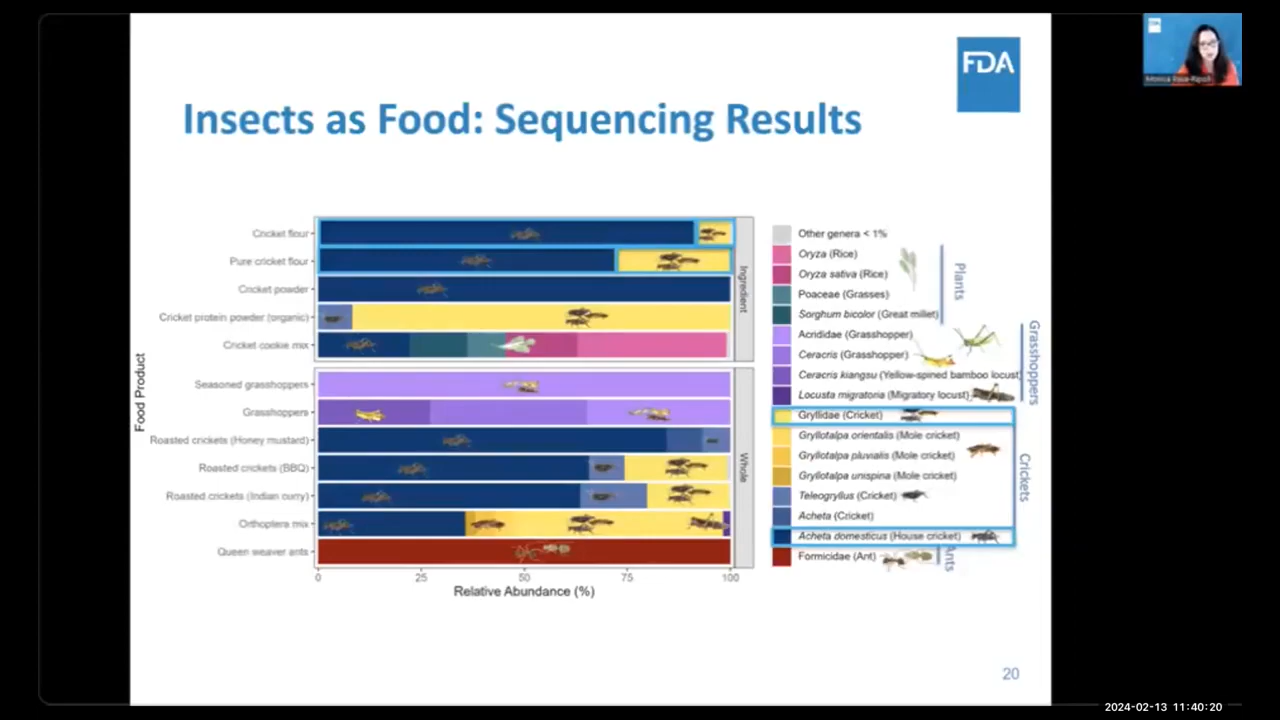 FDA
Insects as Food: Sequencing Results
Food Product
Cricket flour
Pure cricket flour
Cricket powder
Cricket protein powder (organic)
Cricket cookie mix
Ingredient
Seasoned grasshoppers
Grasshoppers
Roasted crickets (Honey mustard)
Roasted crickets (BBQ)
Roasted crickets (Indian curry)
Orthoptera mix
Queen weaver ants
Whole
0 25 50 75 100
Relative Abundance (%)
Other genera < 1%
Oryza (Rice)
Oryza sativa (Rice)
Poaceae (Grasses)
Sorghum bicolor (Great millet)
Plants
Acrididae (Grasshopper)
Ceracris (Grasshopper)
Ceracris kiangsu (Yellow-spined bamboo locust
Locusta migratoria (Migratory locust)
Grasshoppers
Gryllidae (Cricket)
Gryllotalpa orientalis (Mole cricket)
Gryllotalpa pluvialis (Mole cricket)
Gryllotalpa unispina (Mole cricket)
Teleogryllus (Cricket)
Acheta (Cricket)
Acheta domesticus (House cricket)
Crickets
Formicidae (Ant)
Ants
20
2024-02-13 11:40:20